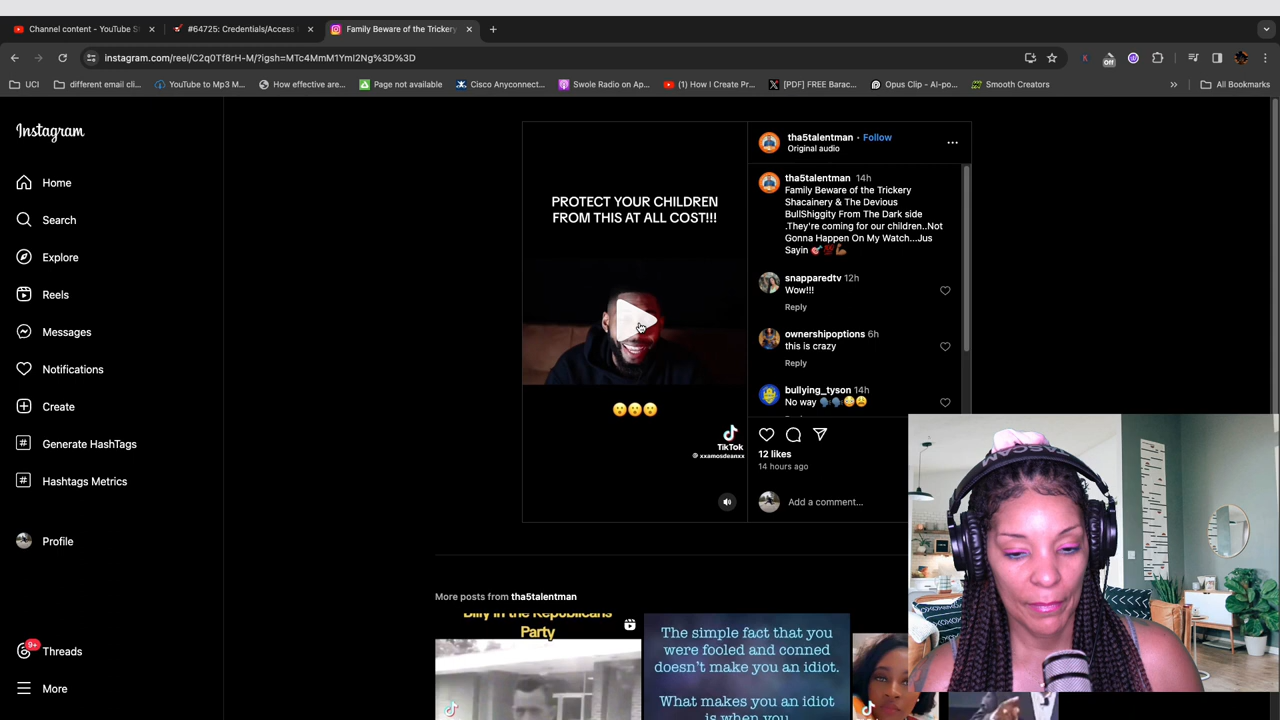 Channel content - YouTube S
#64725: Credentials/Access
Family Beware of the Trickery
instagram.com/reel/C2q0Tf8rH-M/?igsh=MTc4MmM1YmI2Ng%3D%3D
Off
UCI
different email cli...
YouTube to Mp3 M...
How effective are...
Page not available
Cisco Anyconnect...
Swole Radio on Ap...
(1) How I Create Pr...
[PDF] FREE Barac...
Opus Clip - AI-po...
Smooth Creators
»
All Bookmarks
Instagram
Home
Search
Explore
Reels
Messages
Notifications
Create
Generate HashTags
Hashtags Metrics
Profile
9+
Threads
More
PROTECT YOUR CHILDREN
FROM THIS AT ALL COST!!!
😮😮😮
TikTok
xxamosdeanxx
tha5talentman • Follow
Original audio
tha5talentman 14h
Family Beware of the Trickery
Shacainery & The Devious
BullShiggity From The Dark side
.They're coming for our children..Not
Gonna Happen On My Watch...Jus
Sayin 🎯💯💪🏾
snapparedtv 12h
Wow!!!
Reply
ownershipoptions 6h
this is crazy
Reply
bullying_tyson 14h
No way 🗣️🗣️😳😩
12 likes
14 hours ago
Add a comment...
TASCAM
More posts from tha5talentman
Billy in the Republicans
Party
The simple fact that you
were fooled and conned
doesn't make you an idiot.
What makes you an idiot
is when you